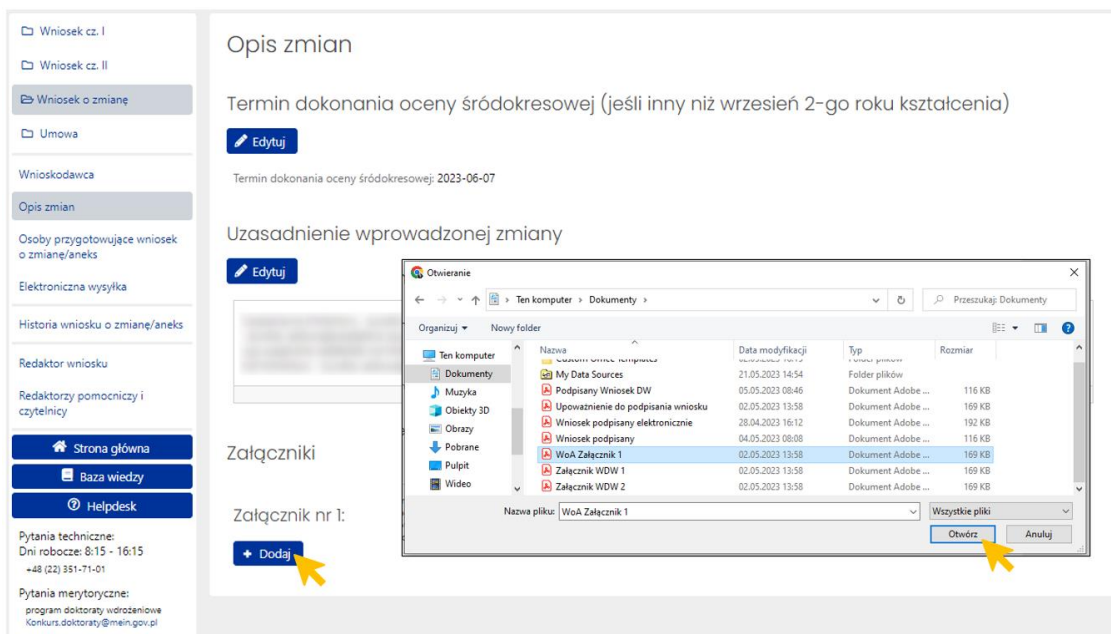 Wniosek cz. I
Wniosek cz. II
Wniosek o zmianę
Umowa
Wnioskodawca
Opis zmian
Osoby przygotowujące wniosek
o zmianę/aneks
Elektroniczna wysyłka
Historia wniosku o zmianę/aneks
Redaktor wniosku
Redaktorzy pomocniczy i
czytelnicy
Strona główna
Baza wiedzy
Helpdesk
Pytania techniczne:
Dni robocze: 8:15 - 16:15
+48 (22) 351-71-01
Pytania merytoryczne:
program doktoraty wdrożeniowe
Konkurs.doktoraty@mein.gov.pl
Opis zmian
Termin dokonania oceny śródokresowej (jeśli inny niż wrzesień 2-go roku kształcenia)
Edytuj
Termin dokonania oceny śródokresowej: 2023-06-07
Uzasadnienie wprowadzonej zmiany
Edytuj
Załączniki
Załącznik nr 1:
+ Dodaj
Otwieranie
Ten komputer > Dokumenty >
Przeszukaj: Dokumenty
Organizuj
Nowy folder
Ten komputer
Dokumenty
Muzyka
Obiekty 3D
Obrazy
Pobrane
Pulpit
Wideo
Nazwa Data modyfikacji Typ Rozmiar
Custom Office Templates
My Data Sources 21.05.2023 14:54 Folder plików
Podpisany Wniosek DW 05.05.2023 08:46 Dokument Adobe ... 116 KB
Upoważnienie do podpisania wniosku 02.05.2023 13:58 Dokument Adobe ... 169 KB
Wniosek podpisany elektronicznie 28.04.2023 16:12 Dokument Adobe ... 192 KB
Wniosek podpisany 04.05.2023 08:08 Dokument Adobe ... 116 KB
WoA Załącznik 1 02.05.2023 13:58 Dokument Adobe ... 169 KB
Załącznik WDW 1 02.05.2023 13:58 Dokument Adobe ... 169 KB
Załącznik WDW 2 02.05.2023 13:58 Dokument Adobe ... 169 KB
Nazwa pliku: WoA Załącznik 1
Wszystkie pliki
Otwórz
Anuluj